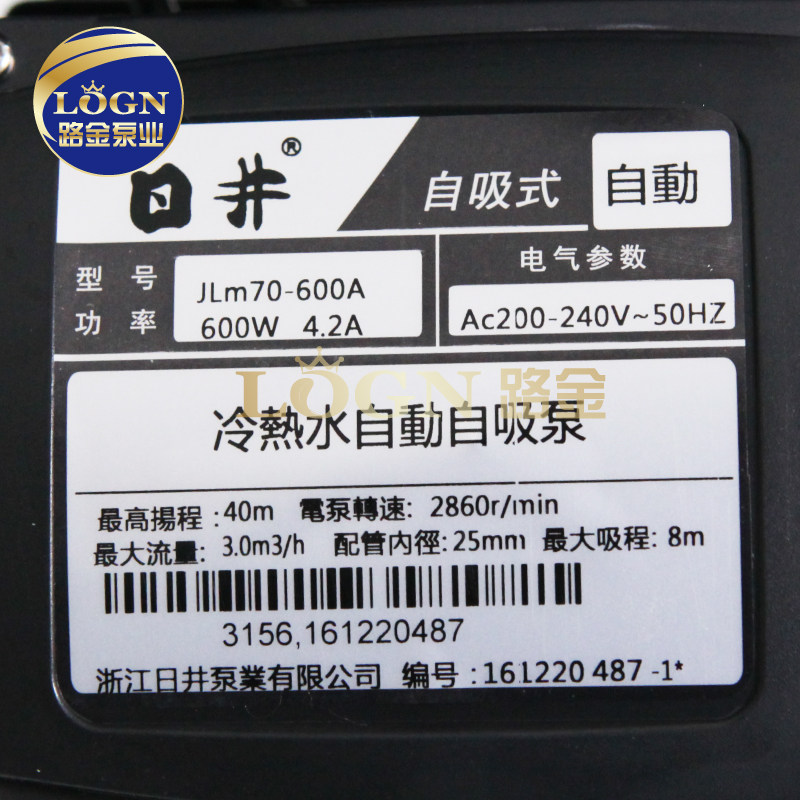 LOGN
路金泵业
日井®
自吸式
自動
型号 JLm70-600A
功率 600W 4.2A
电气参数
Ac200-240V~50HZ
LOGN 路金
冷熱水自動自吸泵
最高揚程:40m 電泵轉速: 2860r/min
最大流量: 3.0m3/h 配管内徑:25mm 最大吸程: 8m
3156,161220487
浙江日井泵業有限公司 编号:161220 487 -1*